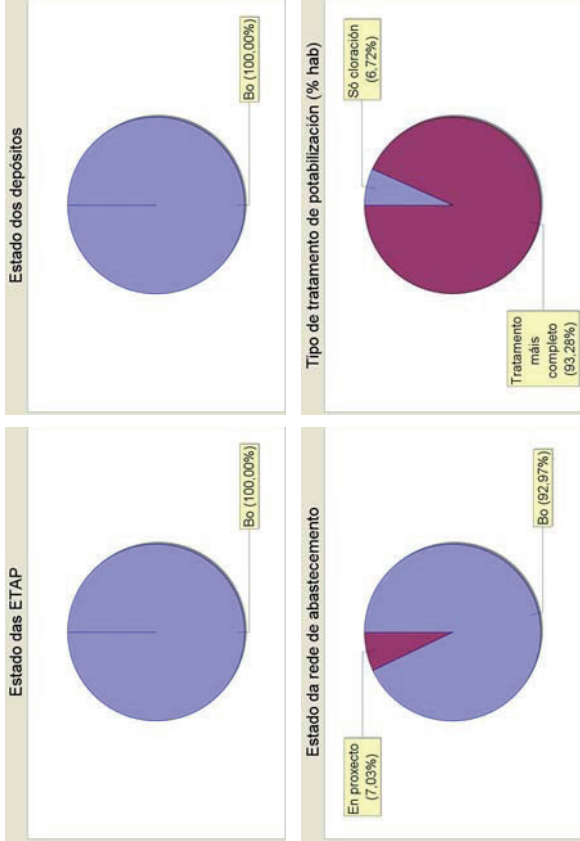 Estado das ETAP
Bo (100,00%)
Estado dos depósitos
Bo (100,00%)
Estado da rede de abastecemento
En proxecto
(7,03%)
Bo (92,97%)
Tipo de tratamento de potabilización (% hab)
Só cloración
(6,72%)
Tratamento
máis
completo
(93,28%)